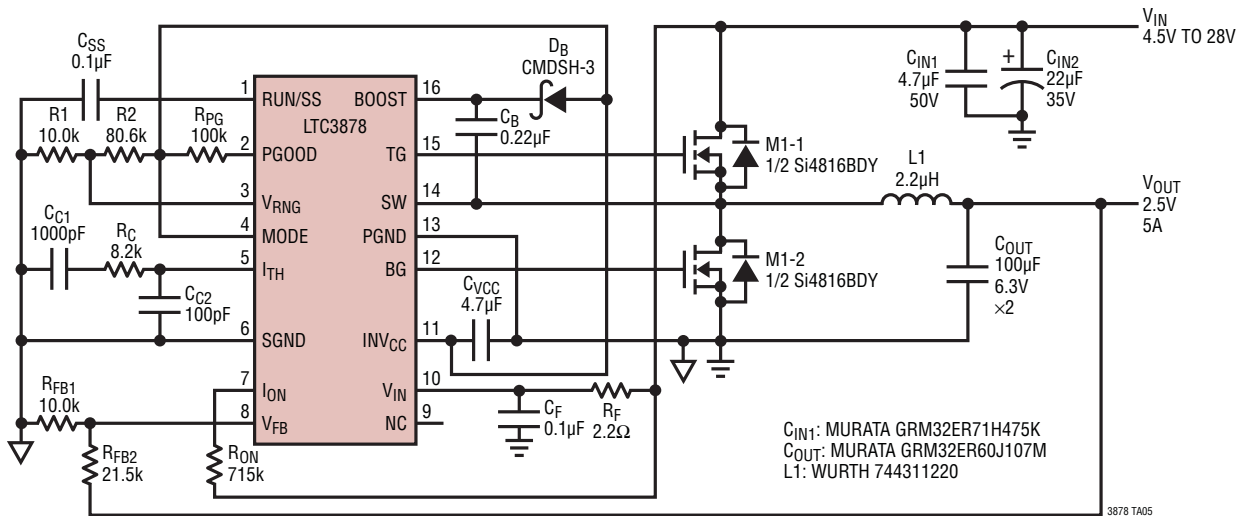 V_IN
4.5V TO 28V
C_SS
0.1µF
D_B
CMDSH-3
+
C_IN1
4.7µF
50V
C_IN2
22µF
35V
1
RUN/SS
BOOST
16
LTC3878
R1
10.0k
R2
80.6k
R_PG
100k
C_B
0.22µF
2
PGOOD
TG
15
M1-1
1/2 Si4816BDY
L1
2.2µH
3
V_RNG
SW
14
V_OUT
2.5V
5A
4
MODE
PGND
13
C_C1
1000pF
R_C
8.2k
5
I_TH
BG
12
M1-2
1/2 Si4816BDY
C_OUT
100µF
6.3V
×2
C_C2
100pF
C_VCC
4.7µF
6
SGND
INV_CC
11
7
I_ON
V_IN
10
R_FB1
10.0k
8
V_FB
NC
9
C_F
0.1µF
R_F
2.2Ω
R_FB2
21.5k
R_ON
715k
C_IN1: MURATA GRM32ER71H475K
C_OUT: MURATA GRM32ER60J107M
L1: WURTH 744311220
3878 TA05